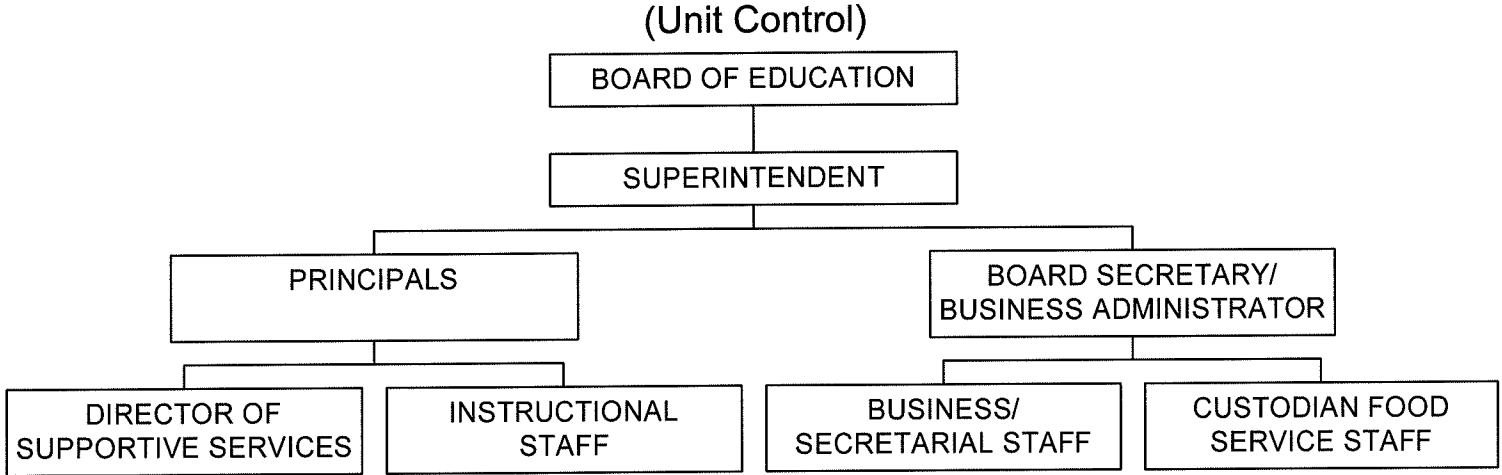 (Unit Control)
BOARD OF EDUCATION
SUPERINTENDENT
PRINCIPALS
BOARD SECRETARY/
BUSINESS ADMINISTRATOR
DIRECTOR OF
SUPPORTIVE SERVICES
INSTRUCTIONAL
STAFF
BUSINESS/
SECRETARIAL STAFF
CUSTODIAN FOOD
SERVICE STAFF